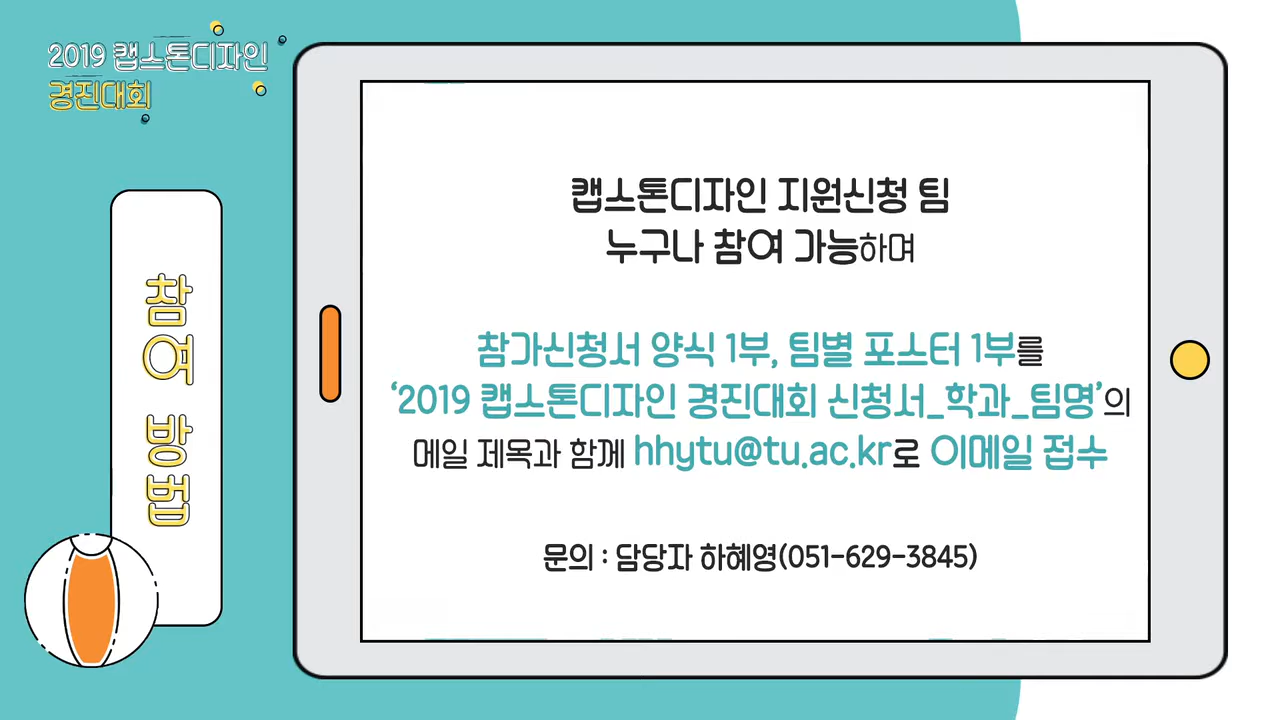 2019 캡스톤디자인
경진대회
참여 방법
캡스톤디자인 지원신청 팀
누구나 참여 가능하며
참가신청서 양식 1부, 팀별 포스터 1부를
‘2019 캡스톤디자인 경진대회 신청서_학과_팀명’의
메일 제목과 함께 hhytu@tu.ac.kr로 이메일 접수
문의 : 담당자 하혜영(051-629-3845)